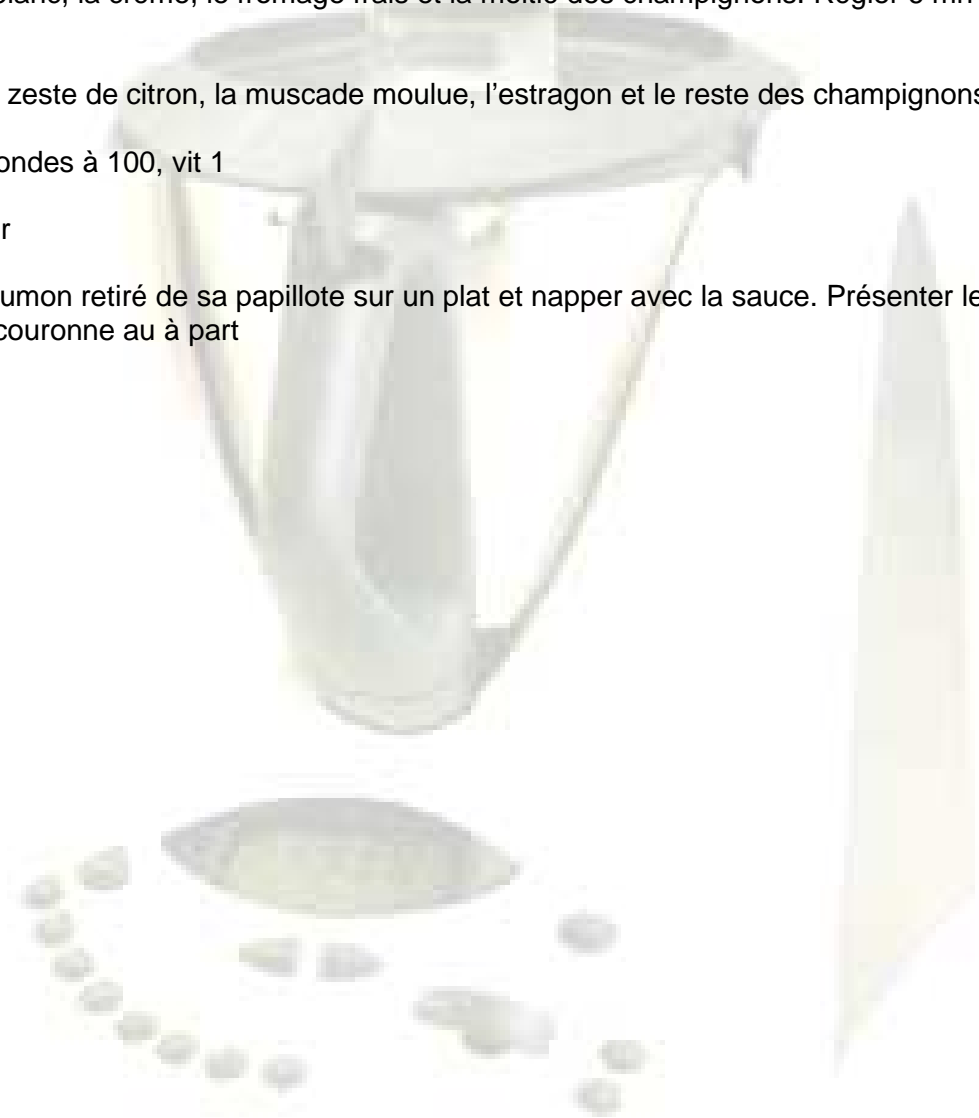 blanc, la crème, le fromage frais et la moitié des champignons. Régler 6 mn
zeste de citron, la muscade moulue, l'estragon et le reste des champignons
ondes à 100, vit 1
r
umon retiré de sa papillote sur un plat et napper avec la sauce. Présenter le
couronne au à part